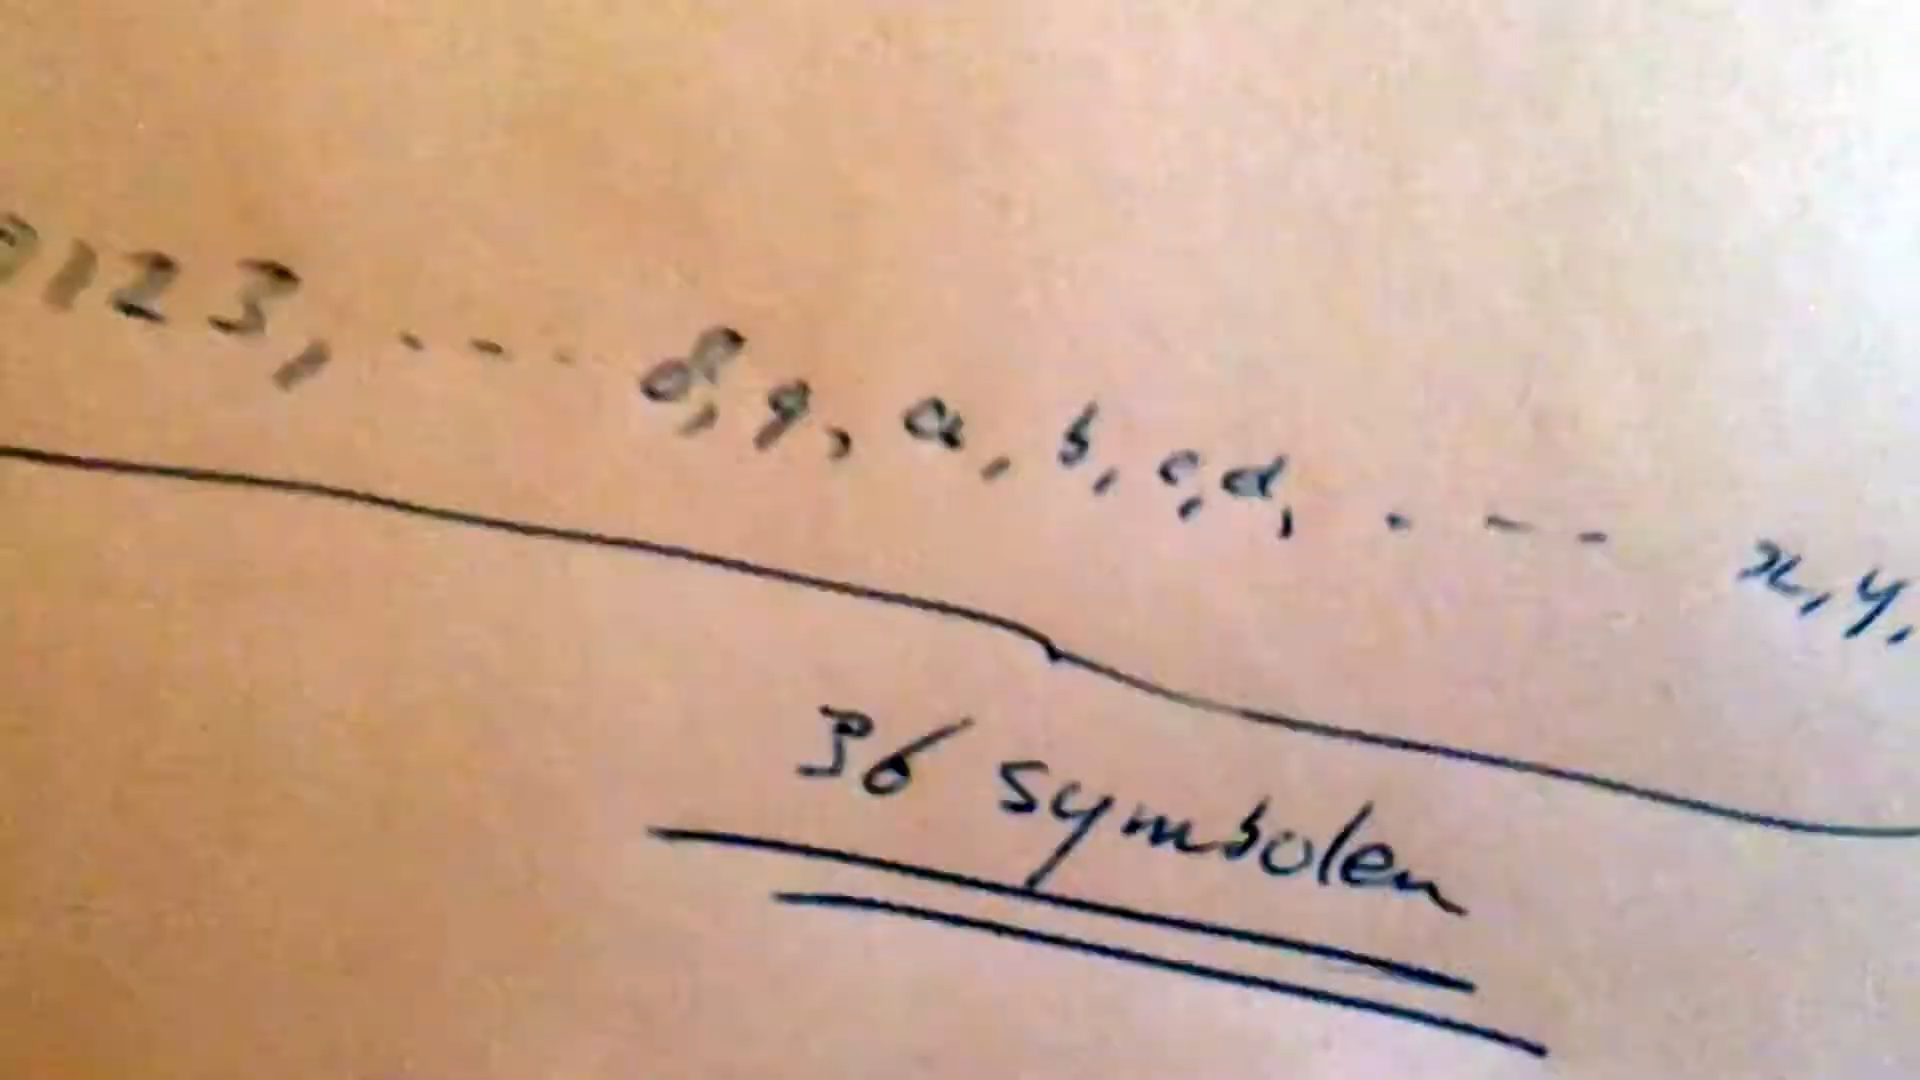 0123, .... 8, 9, a, b, c, d, .... x, y,
36 symbolen